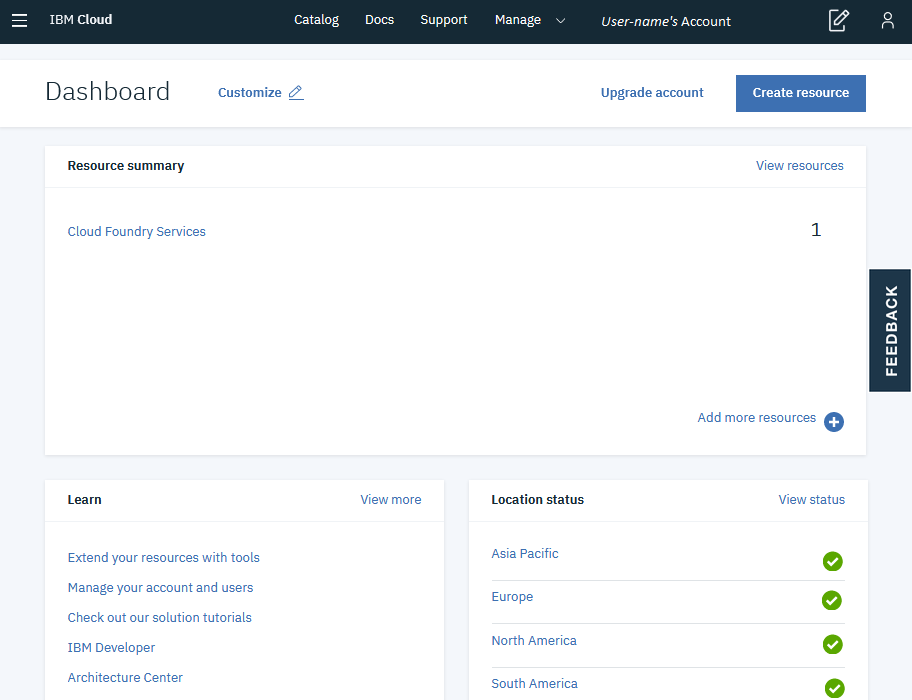 IBM Cloud Catalog Docs Support Manage User-name's Account
Dashboard Customize Upgrade account Create resource
Resource summary View resources
Cloud Foundry Services 1
FEEDBACK
Add more resources
Learn View more
Extend your resources with tools
Manage your account and users
Check out our solution tutorials
IBM Developer
Architecture Center
Location status View status
Asia Pacific
Europe
North America
South America